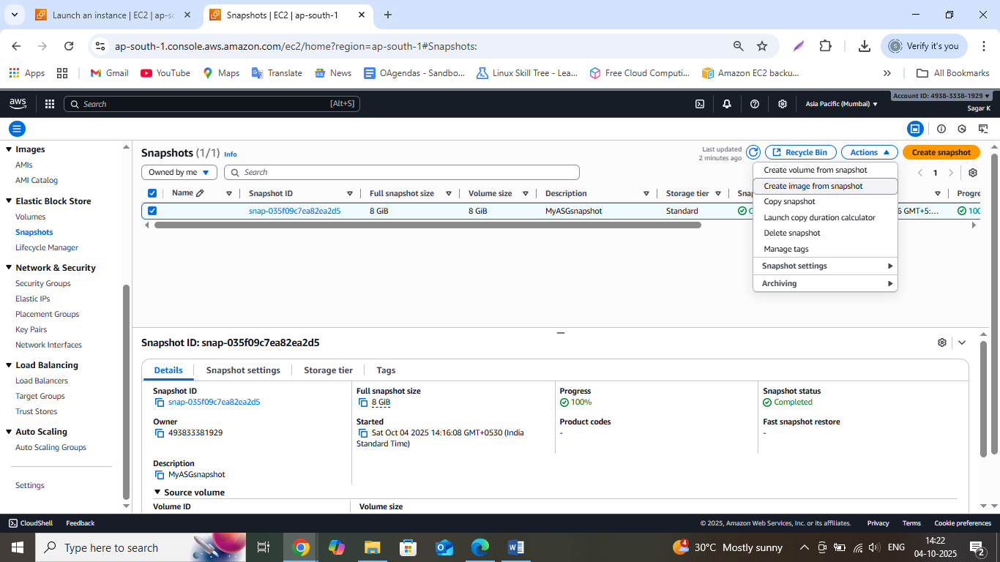 Launch an instance | EC2 | ap-sc
Snapshots | EC2 | ap-south-1
ap-south-1.console.aws.amazon.com/ec2/home?region=ap-south-1#Snapshots:
S
Verify it's you
Apps
Gmail
YouTube
Maps
Translate
News
OAgendas - Sandbo...
Linux Skill Tree - Lea...
Free Cloud Computi...
Amazon EC2 backu...
All Bookmarks
aws
Search
[Alt+S]
Asia Pacific (Mumbai)
Account ID: 4938-3338-1929
Sagar K
Images
AMIs
AMI Catalog
Elastic Block Store
Volumes
Snapshots
Lifecycle Manager
Network & Security
Security Groups
Elastic IPs
Placement Groups
Key Pairs
Network Interfaces
Load Balancing
Load Balancers
Target Groups
Trust Stores
Auto Scaling
Auto Scaling Groups
Settings
Snapshots (1/1) Info
Last updated
2 minutes ago
Recycle Bin
Actions
Create snapshot
Owned by me
Search
1
Create volume from snapshot
Create image from snapshot
Copy snapshot
Launch copy duration calculator
Delete snapshot
Manage tags
Snapshot settings
Archiving
Name
Snapshot ID
Full snapshot size
Volume size
Description
Storage tier
Progre
snap-035f09c7ea82ea2d5
8 GiB
8 GiB
MyASGsnapshot
Standard
6 GMT+5:...
100
Snapshot ID: snap-035f09c7ea82ea2d5
Details
Snapshot settings
Storage tier
Tags
Snapshot ID
snap-035f09c7ea82ea2d5
Full snapshot size
8 GiB
Progress
100%
Snapshot status
Completed
Owner
493833381929
Started
Sat Oct 04 2025 14:16:08 GMT+0530 (India
Standard Time)
Product codes
-
Fast snapshot restore
-
Description
MyASGsnapshot
Source volume
Volume ID
Volume size
CloudShell
Feedback
© 2025, Amazon Web Services, Inc. or its affiliates.
Privacy
Terms
Cookie preferences
Type here to search
30°C Mostly sunny
ENG
14:22
04-10-2025
2